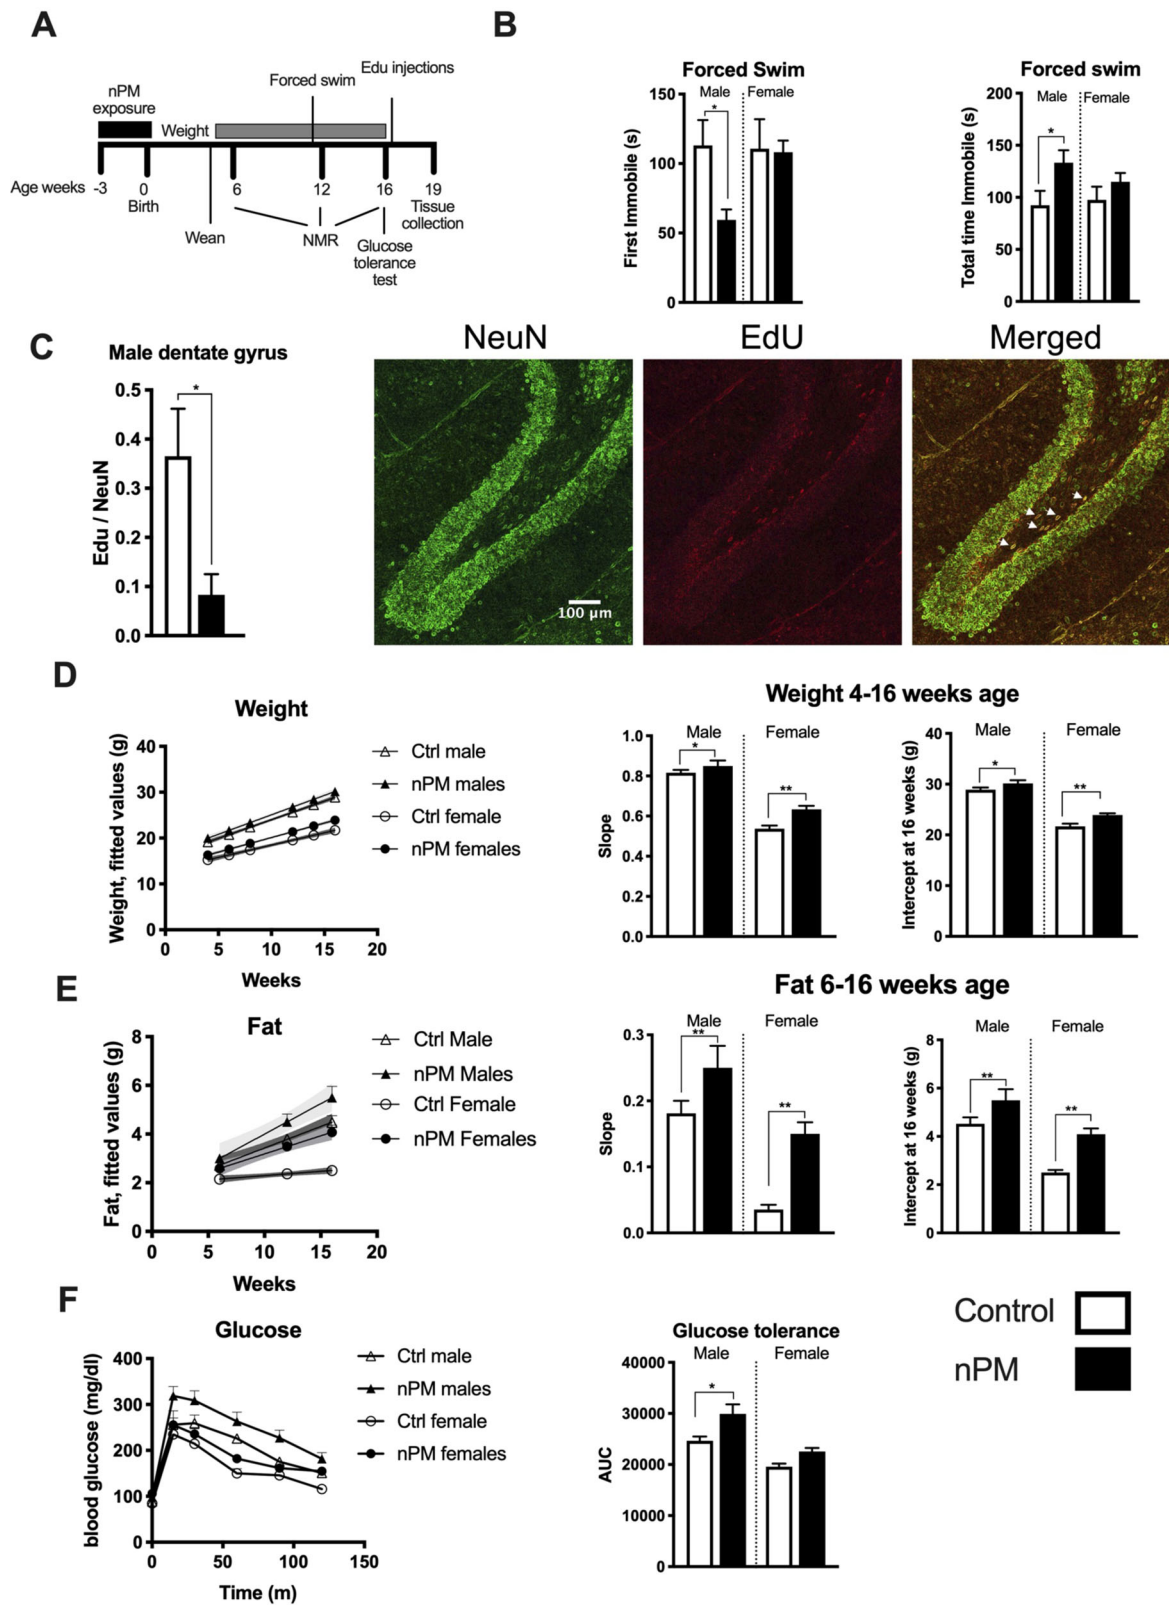 A
nPM
exposure
Weight
Forced swim
Edu injections
Age weeks
-3
0
6
12
16
19
Birth
Wean
NMR
Glucose
tolerance
test
Tissue
collection
B
Forced Swim
Male
Female
*
First Immobile (s)
150
100
50
0
Forced swim
Male
Female
*
Total time Immobile (s)
200
150
100
50
0
C
Male dentate gyrus
*
Edu / NeuN
0.5
0.4
0.3
0.2
0.1
0.0
NeuN
EdU
Merged
100 µm
D
Weight
Weight, fitted values (g)
40
30
20
10
0
0
5
10
15
20
Weeks
Ctrl male
nPM males
Ctrl female
nPM females
Weight 4-16 weeks age
Male
Female
*
**
Slope
1.0
0.8
0.6
0.4
0.2
0.0
Male
Female
*
**
Intercept at 16 weeks (g)
40
30
20
10
0
E
Fat
Fat, fitted values (g)
8
6
4
2
0
0
5
10
15
20
Weeks
Ctrl Male
nPM Males
Ctrl Female
nPM Females
Fat 6-16 weeks age
Male
Female
**
**
Slope
0.3
0.2
0.1
0.0
Male
Female
**
**
Intercept at 16 weeks (g)
8
6
4
2
0
F
Glucose
blood glucose (mg/dl)
400
300
200
100
0
0
50
100
150
Time (m)
Ctrl male
nPM males
Ctrl female
nPM females
Glucose tolerance
Male
Female
*
AUC
40000
30000
20000
10000
0
Control
nPM